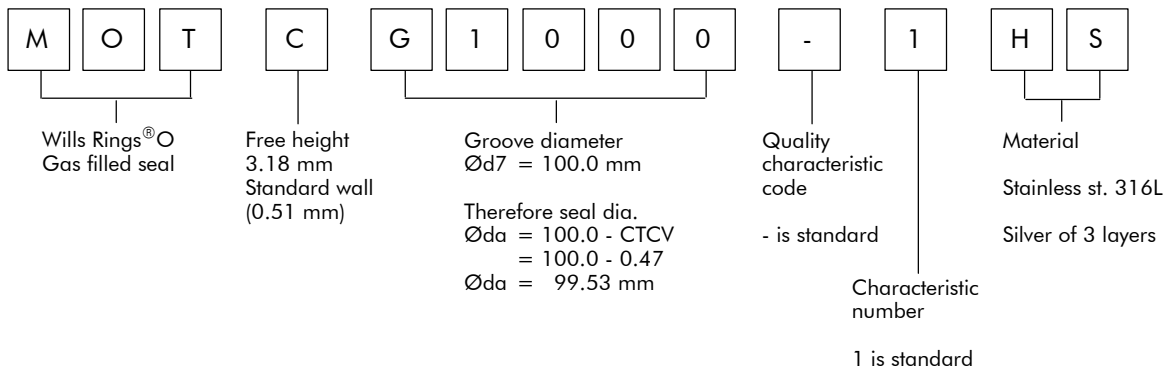 M O T C G 1 0 0 0 - 1 H S
Wills Rings®O
Gas filled seal
Free height
3.18 mm
Standard wall
(0.51 mm)
Groove diameter
Ød7 = 100.0 mm
Therefore seal dia.
Øda = 100.0 - CTCV
= 100.0 - 0.47
Øda = 99.53 mm
Quality
characteristic
code
- is standard
Characteristic
number
1 is standard
Material
Stainless st. 316L
Silver of 3 layers